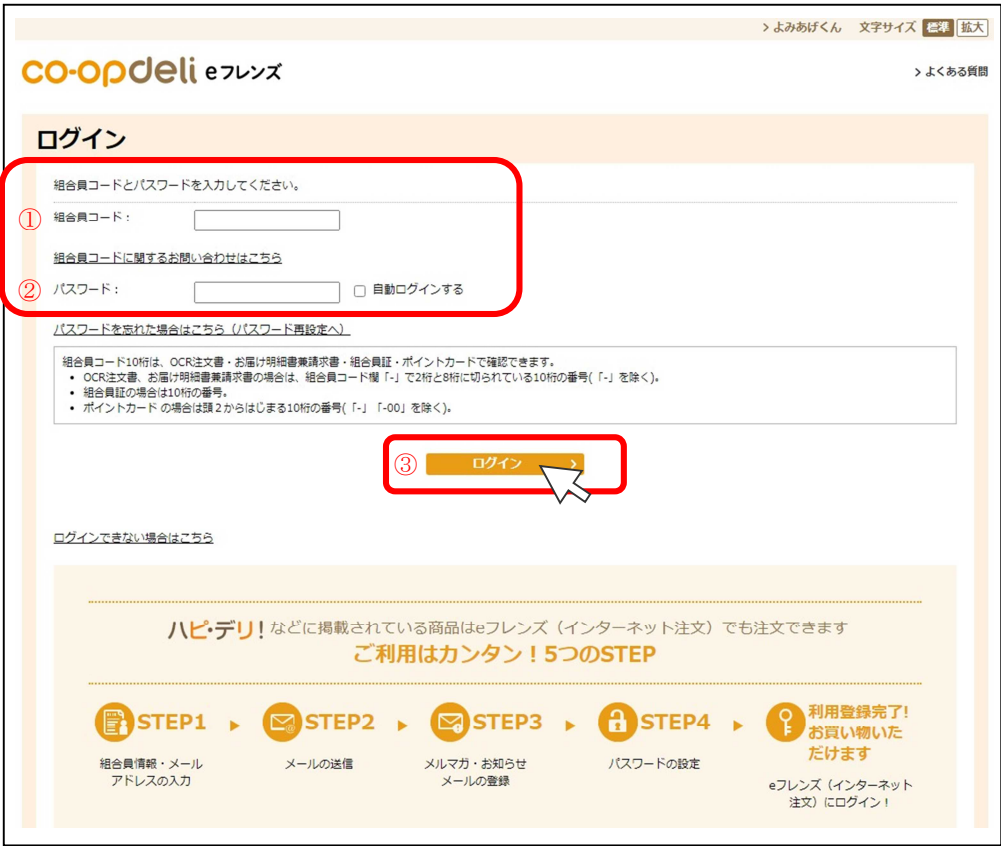 > よみあげくん 文字サイズ 標準 拡大
co-opdeli eフレンズ
> よくある質問
ログイン
組合員コードとパスワードを入力してください。
① 組合員コード：
組合員コードに関するお問い合わせはこちら
② パスワード： 自動ログインする
パスワードを忘れた場合はこちら（パスワード再設定へ）
組合員コード10桁は、OCR注文書・お届け明細書兼請求書・組合員証・ポイントカードで確認できます。
• OCR注文書、お届け明細書兼請求書の場合は、組合員コード欄「-」で2桁と8桁に切られている10桁の番号(「-」を除く)。
• 組合員証の場合は10桁の番号。
• ポイントカード の場合は頭２からはじまる10桁の番号(「-」「-00」を除く)。
③ ログイン >
ログインできない場合はこちら
ハピ・デリ！などに掲載されている商品はeフレンズ（インターネット注文）でも注文できます
ご利用はカンタン！5つのSTEP
STEP1
組合員情報・メール
アドレスの入力
STEP2
メールの送信
STEP3
メルマガ・お知らせ
メールの登録
STEP4
パスワードの設定
利用登録完了!
お買い物いた
だけます
eフレンズ（インターネット
注文）にログイン！